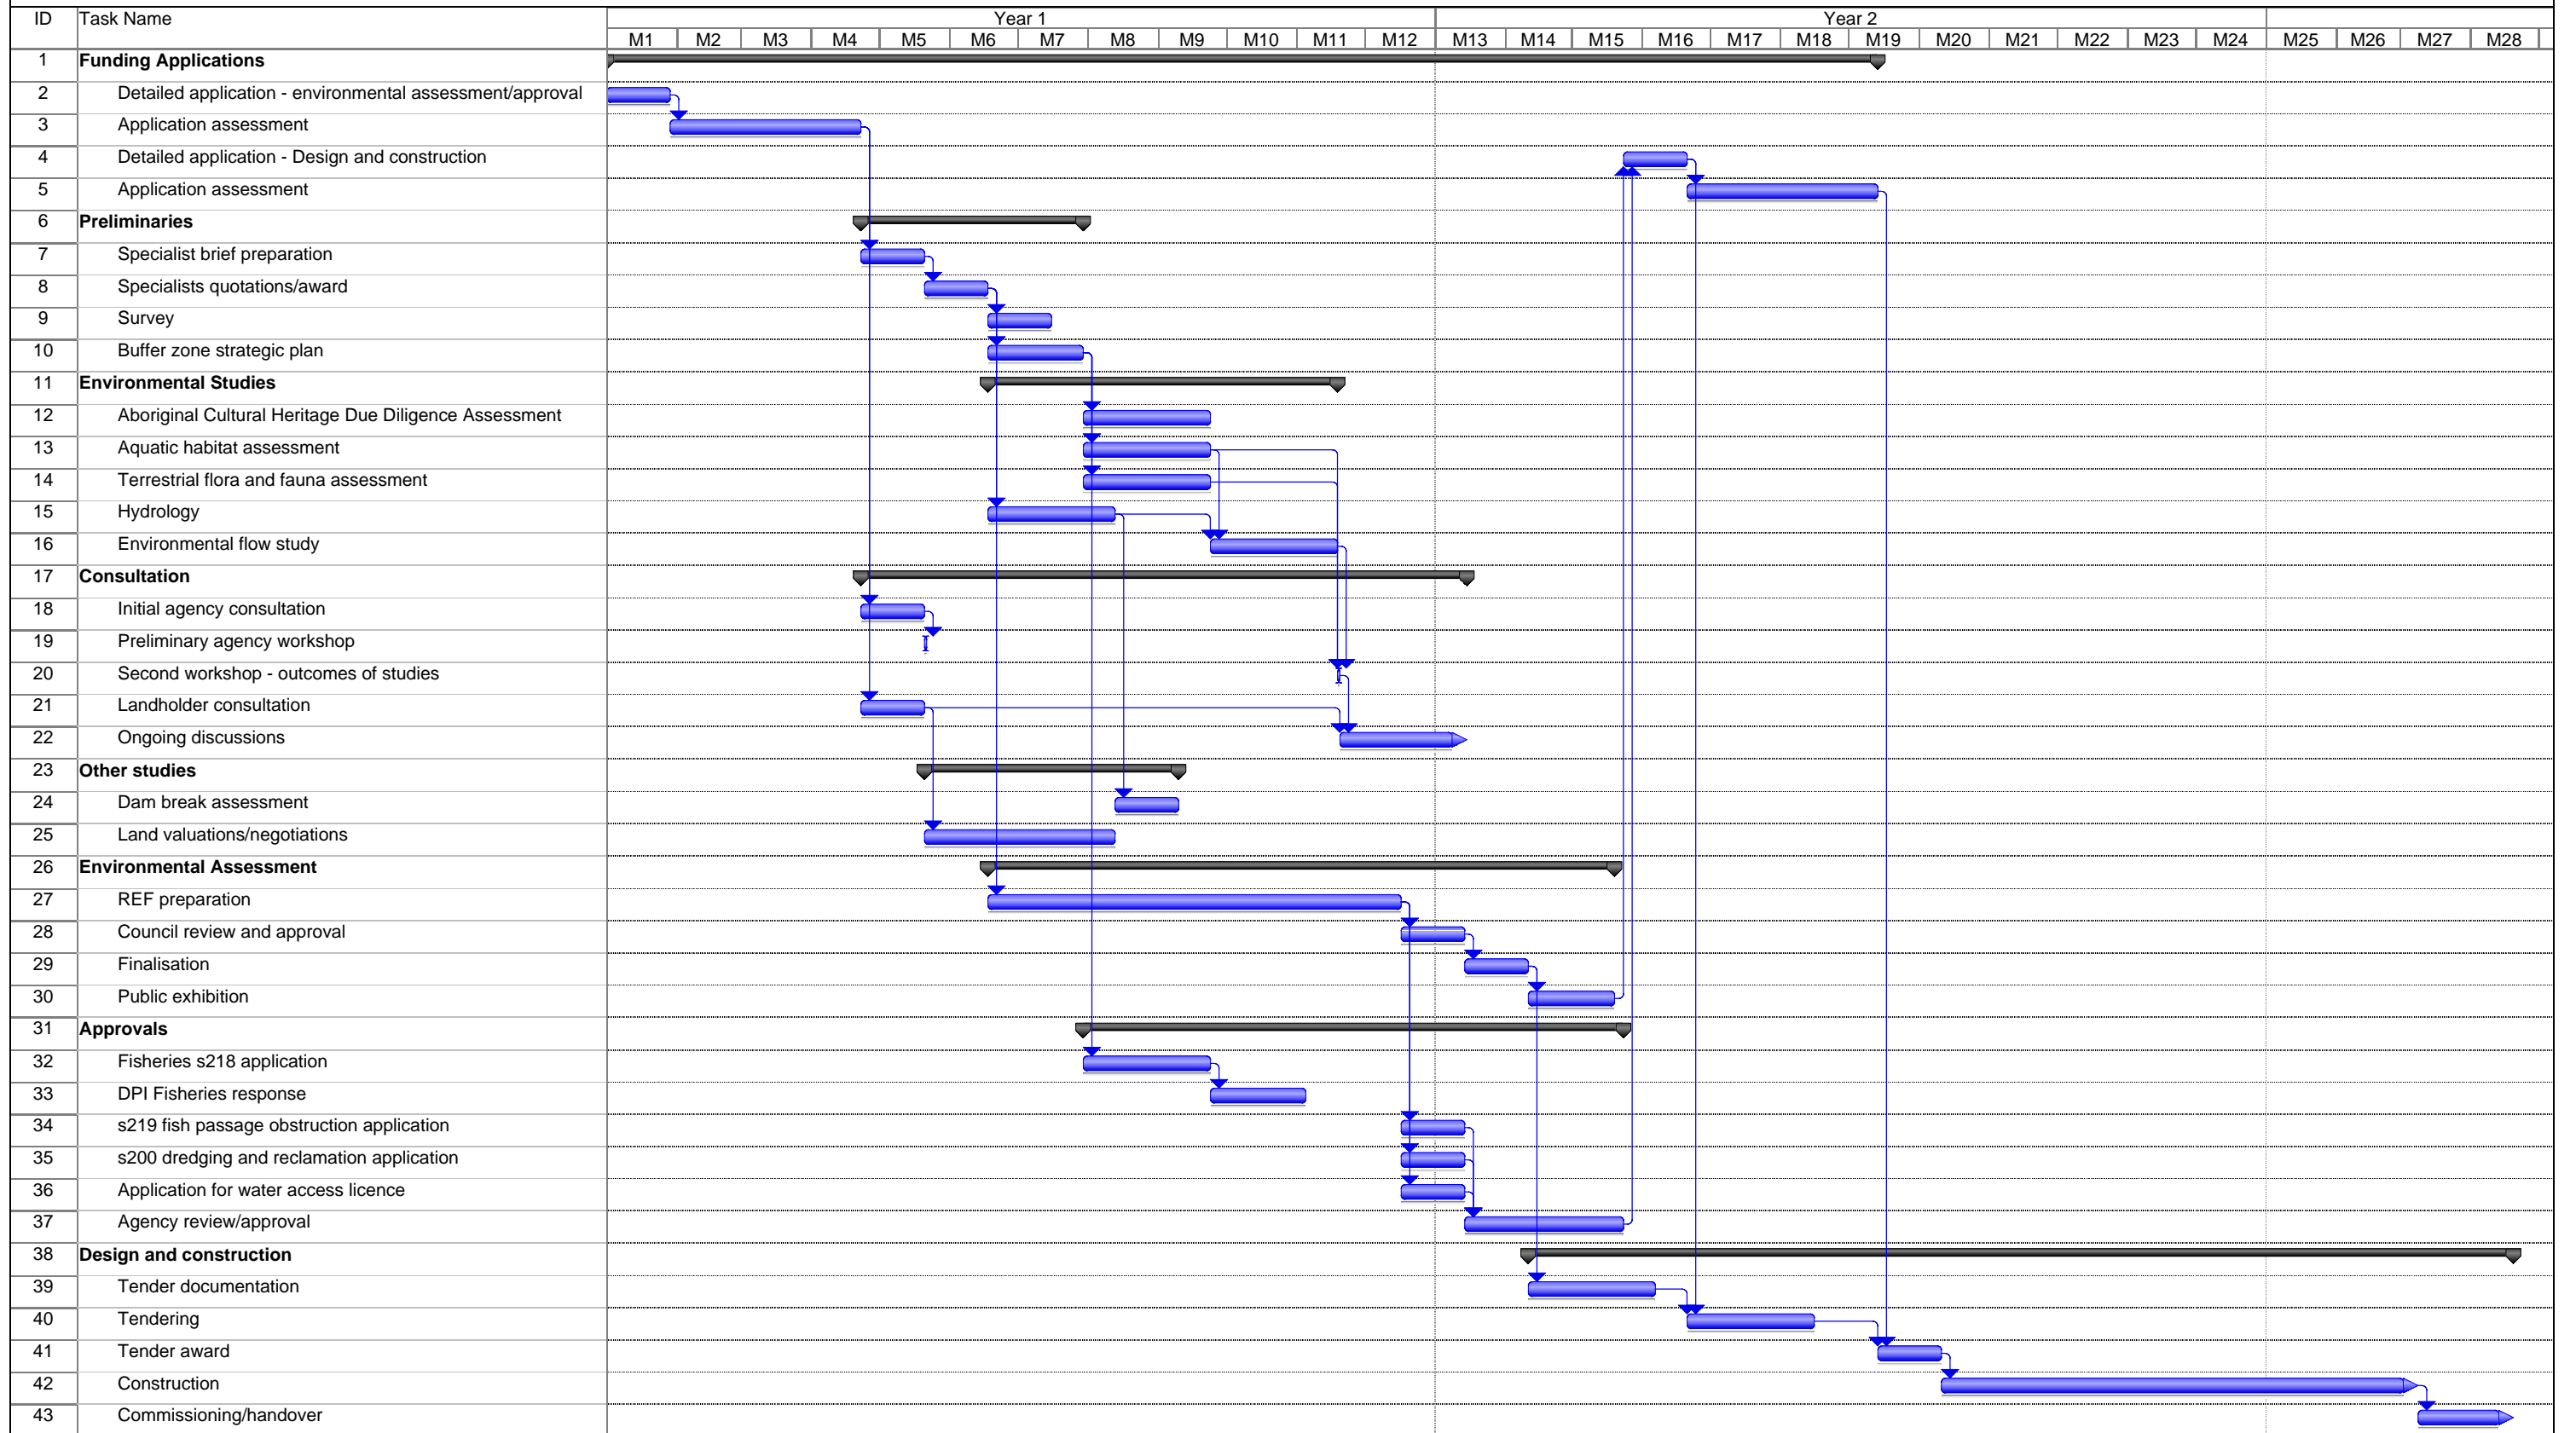 ID Task Name Year 1 Year 2
M1 M2 M3 M4 M5 M6 M7 M8 M9 M10 M11 M12 M13 M14 M15 M16 M17 M18 M19 M20 M21 M22 M23 M24 M25 M26 M27 M28
1 Funding Applications
2 Detailed application - environmental assessment/approval
3 Application assessment
4 Detailed application - Design and construction
5 Application assessment
6 Preliminaries
7 Specialist brief preparation
8 Specialists quotations/award
9 Survey
10 Buffer zone strategic plan
11 Environmental Studies
12 Aboriginal Cultural Heritage Due Diligence Assessment
13 Aquatic habitat assessment
14 Terrestrial flora and fauna assessment
15 Hydrology
16 Environmental flow study
17 Consultation
18 Initial agency consultation
19 Preliminary agency workshop
20 Second workshop - outcomes of studies
21 Landholder consultation
22 Ongoing discussions
23 Other studies
24 Dam break assessment
25 Land valuations/negotiations
26 Environmental Assessment
27 REF preparation
28 Council review and approval
29 Finalisation
30 Public exhibition
31 Approvals
32 Fisheries s218 application
33 DPI Fisheries response
34 s219 fish passage obstruction application
35 s200 dredging and reclamation application
36 Application for water access licence
37 Agency review/approval
38 Design and construction
39 Tender documentation
40 Tendering
41 Tender award
42 Construction
43 Commissioning/handover